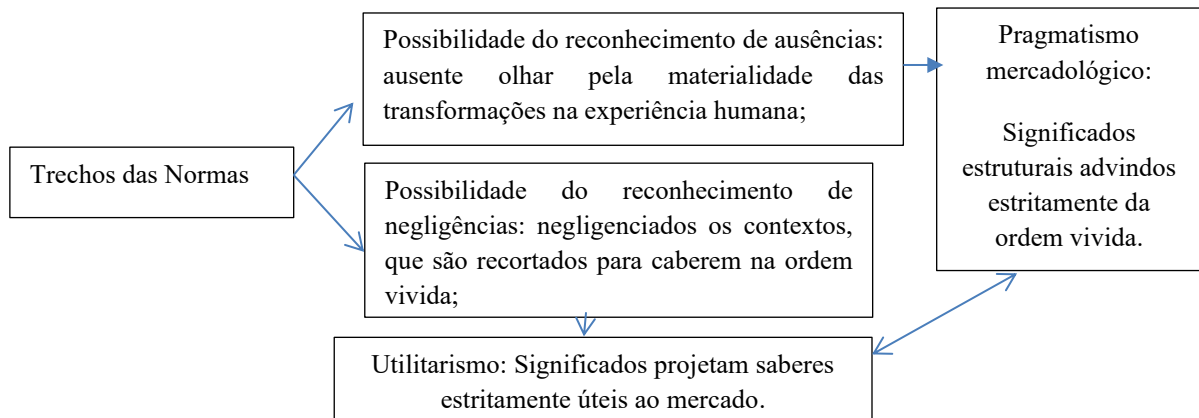 Trechos das Normas
Possibilidade do reconhecimento de ausências:
ausente olhar pela materialidade das
transformações na experiência humana;
Possibilidade do reconhecimento de
negligências: negligenciados os contextos,
que são recortados para caberem na ordem
vivida;
Utilitarismo: Significados projetam saberes
estritamente úteis ao mercado.
Pragmatismo
mercadológico:
Significados
estruturais advindos
estritamente da
ordem vivida.